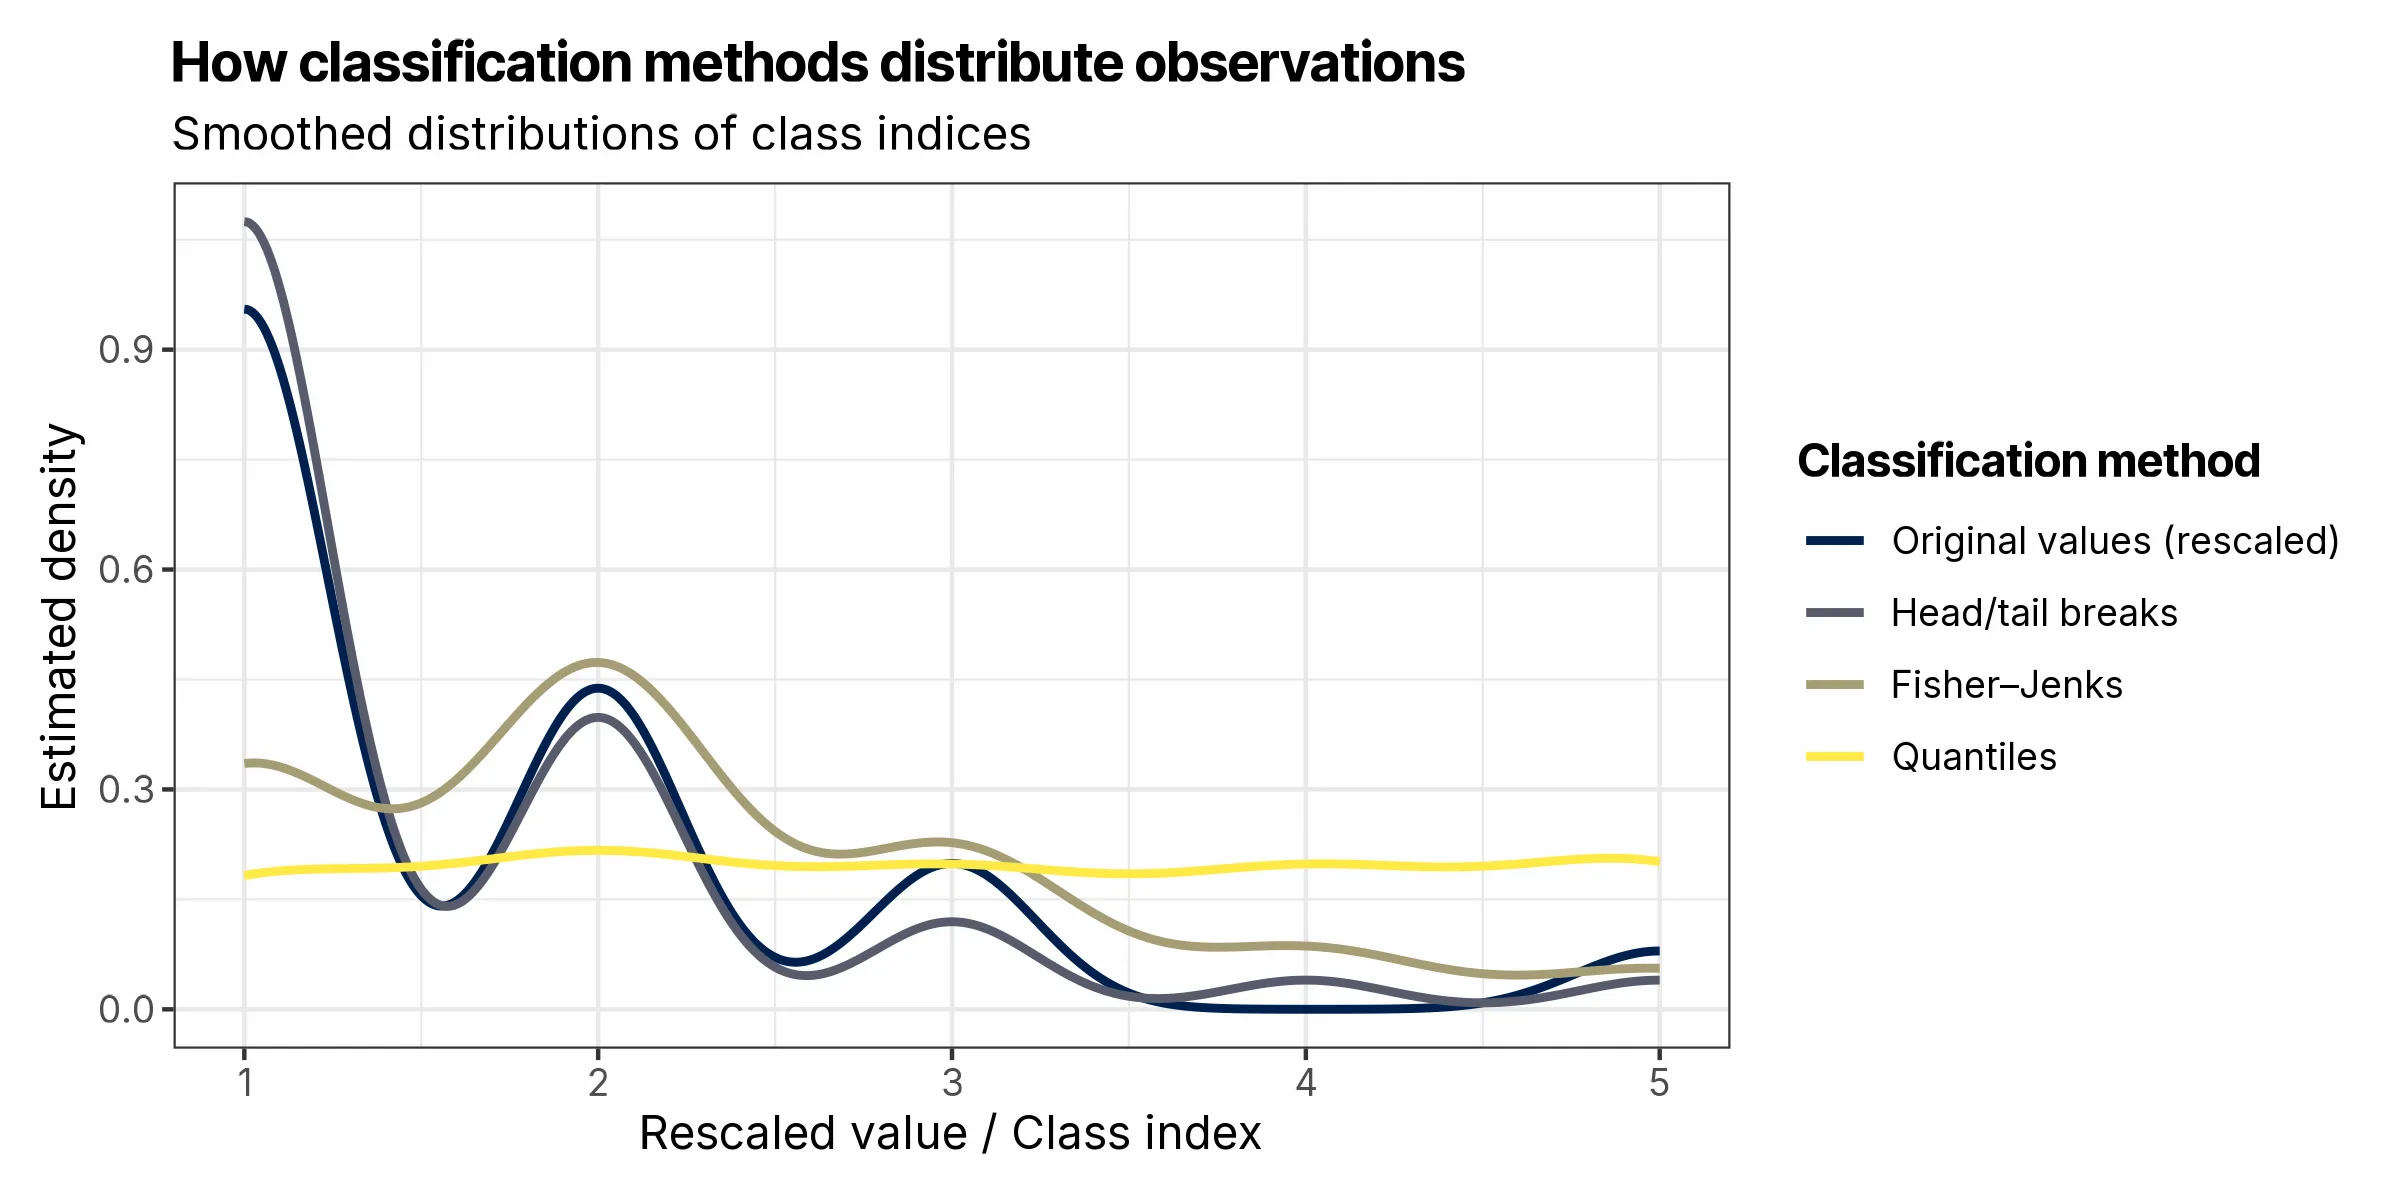 How classification methods distribute observations
Smoothed distributions of class indices
Estimated density
0.9
0.6
0.3
0.0
1
2
3
4
5
Rescaled value / Class index
Classification method
Original values (rescaled)
Head/tail breaks
Fisher–Jenks
Quantiles